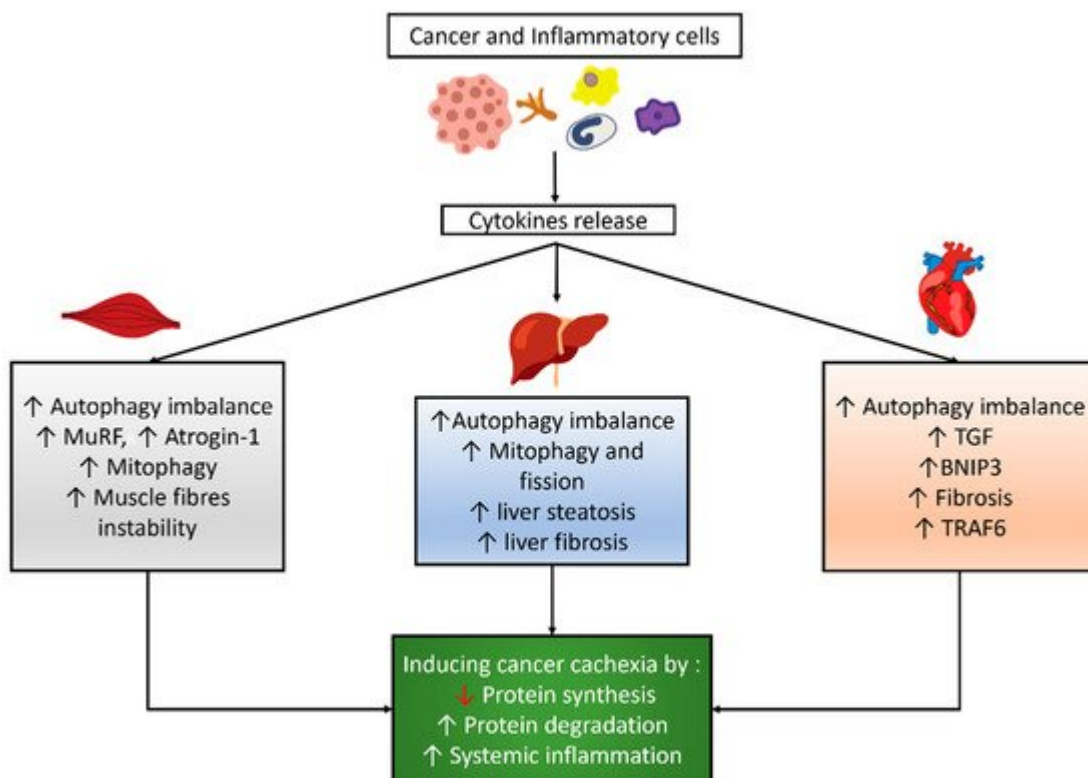 Cancer and Inflammatory cells
Cytokines release
↑ Autophagy imbalance
↑ MuRF, ↑ Atrogin-1
↑ Mitophagy
↑ Muscle fibres
instability
↑Autophagy imbalance
↑ Mitophagy and
fission
↑ liver steatosis
↑ liver fibrosis
↑ Autophagy imbalance
↑ TGF
↑BNIP3
↑ Fibrosis
↑ TRAF6
Inducing cancer cachexia by :
↓ Protein synthesis
↑ Protein degradation
↑ Systemic inflammation